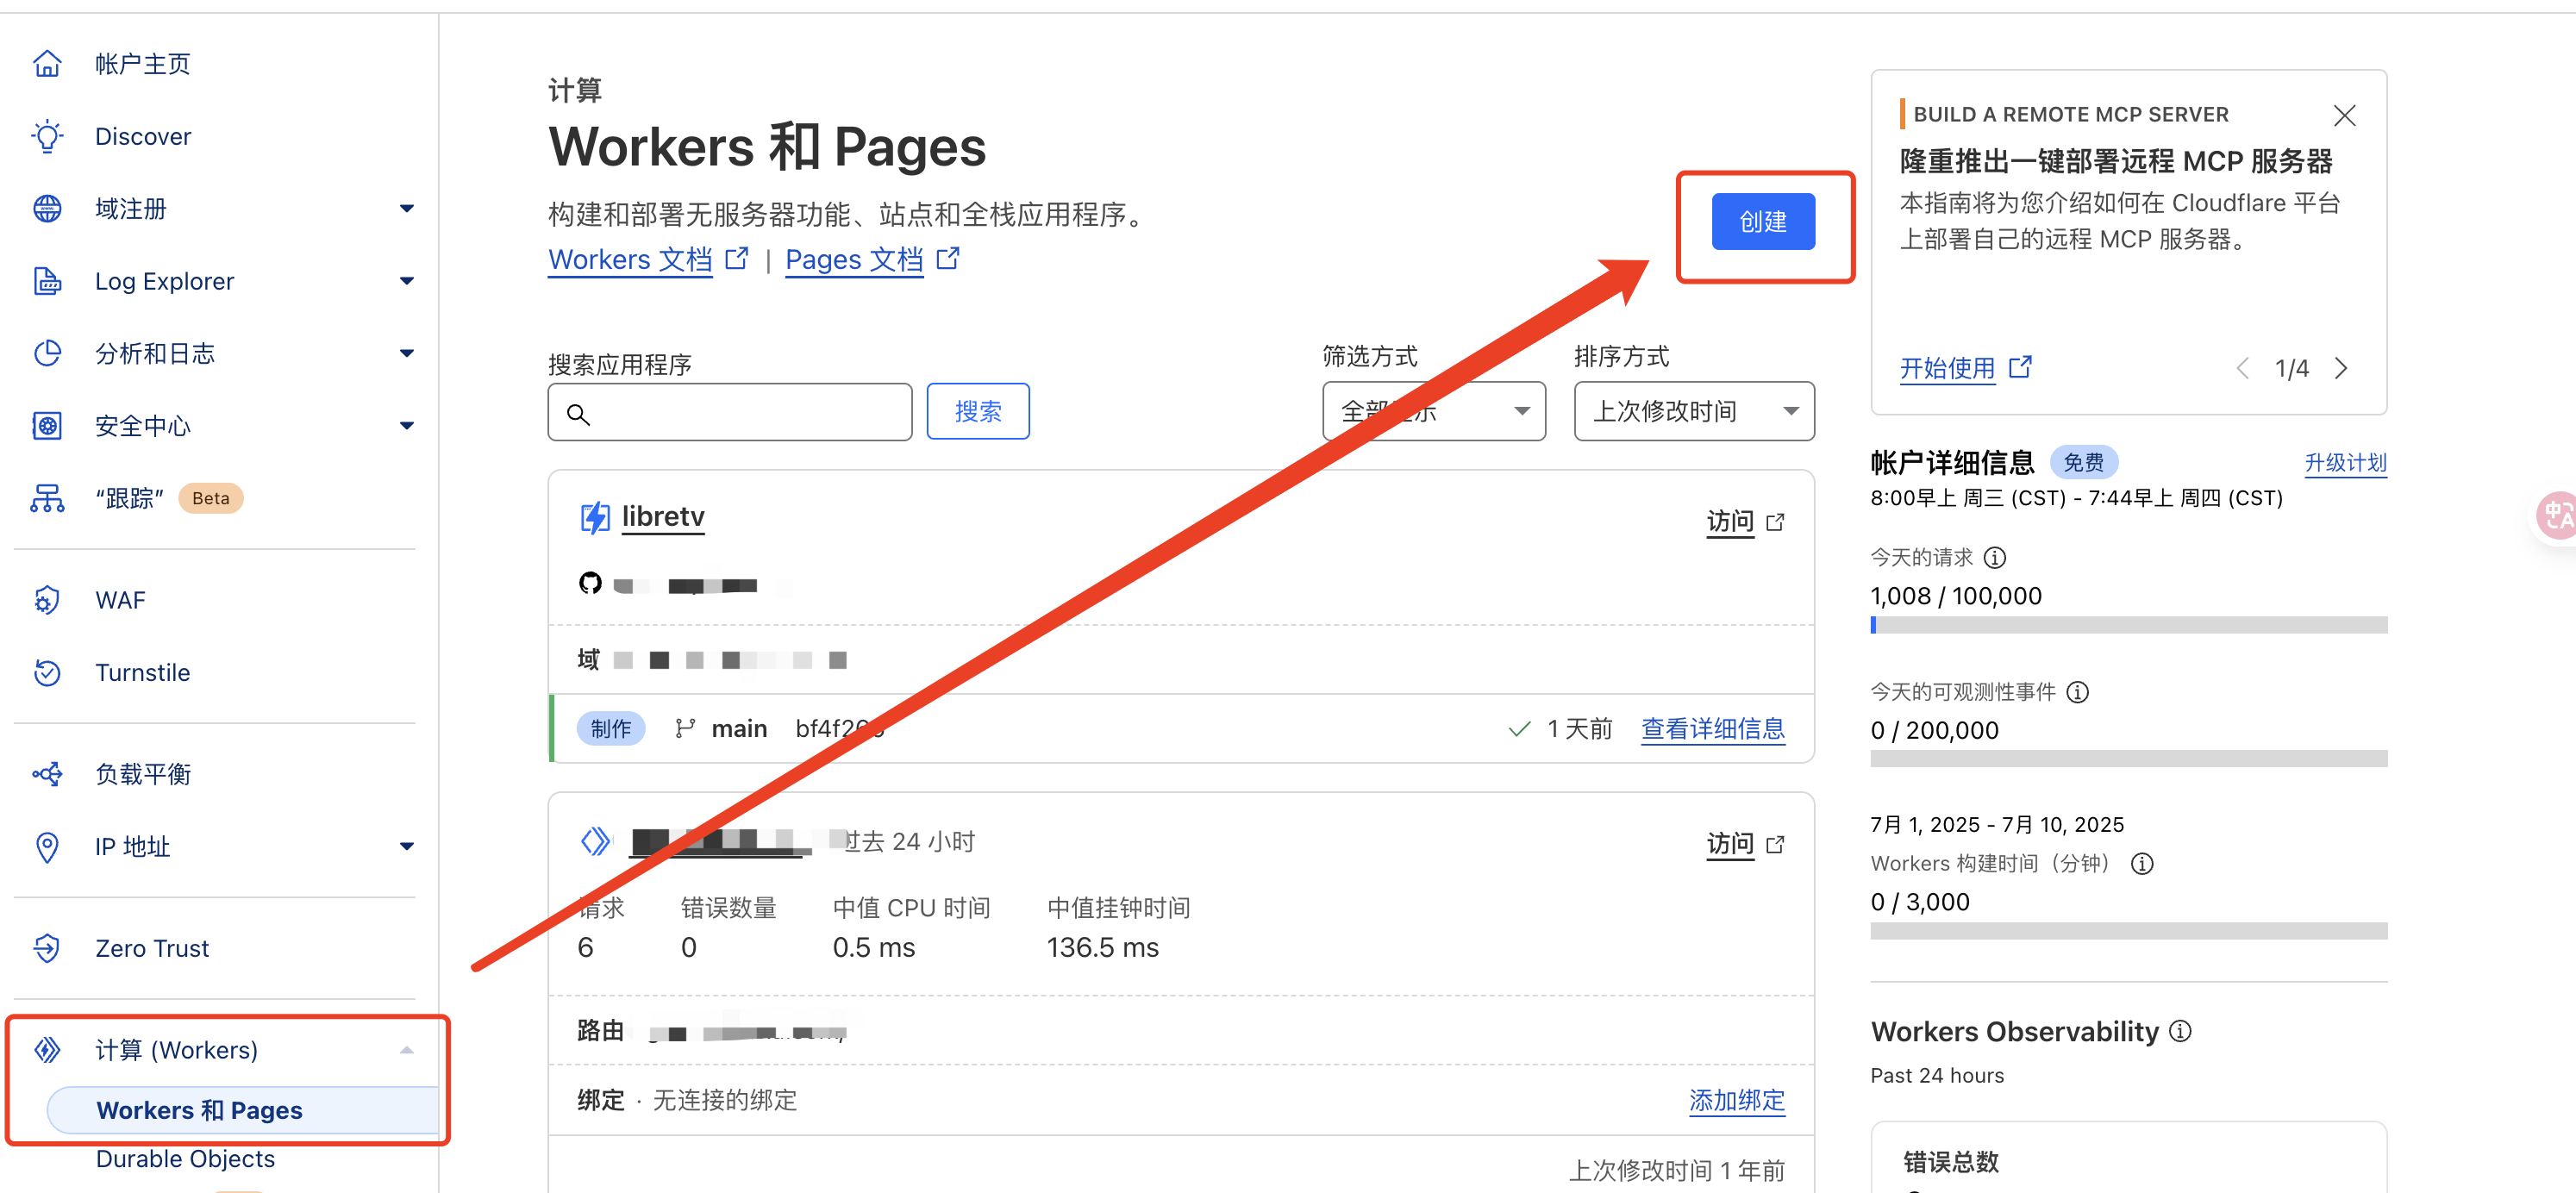 帐户主页
Discover
域注册
Log Explorer
分析和日志
安全中心
“跟踪” Beta
WAF
Turnstile
负载平衡
IP 地址
Zero Trust
计算 (Workers)
Workers 和 Pages
Durable Objects
计算
Workers 和 Pages
构建和部署无服务器功能、站点和全栈应用程序。
Workers 文档 | Pages 文档
创建
搜索应用程序
搜索
筛选方式
全部显示
排序方式
上次修改时间
libretv
访问
域
制作 main bf4f26
1 天前 查看详细信息
过去 24 小时
访问
请求 错误数量 中值 CPU 时间 中值挂钟时间
6 0 0.5 ms 136.5 ms
路由
绑定 · 无连接的绑定
添加绑定
上次修改时间 1 年前
BUILD A REMOTE MCP SERVER
隆重推出一键部署远程 MCP 服务器
本指南将为您介绍如何在 Cloudflare 平台
上部署自己的远程 MCP 服务器。
开始使用
1/4
帐户详细信息 免费 升级计划
8:00早上 周三 (CST) - 7:44早上 周四 (CST)
今天的请求
1,008 / 100,000
今天的可观测性事件
0 / 200,000
7月 1, 2025 - 7月 10, 2025
Workers 构建时间（分钟）
0 / 3,000
Workers Observability
Past 24 hours
错误总数
中A